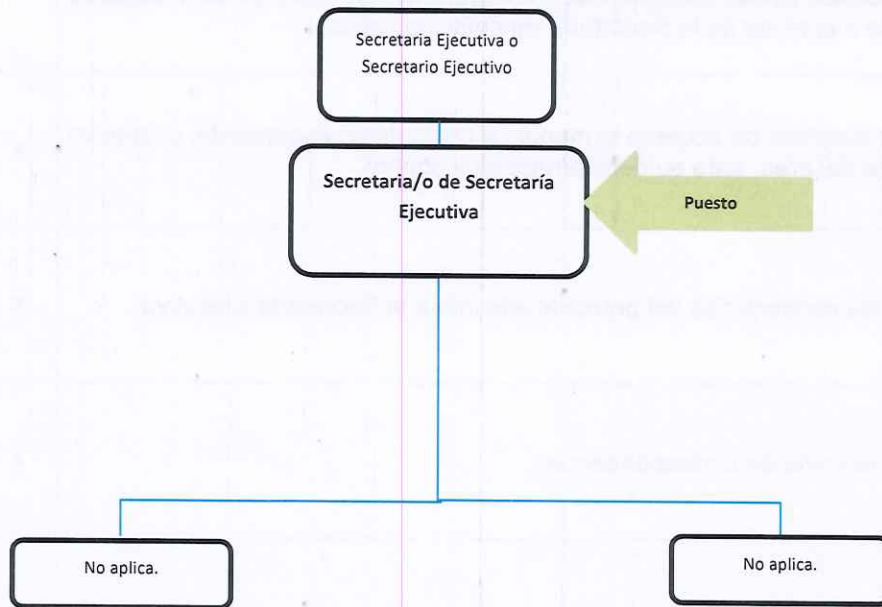 Secretaria Ejecutiva o
Secretario Ejecutivo
Secretaria/o de Secretaría
Ejecutiva
Puesto
No aplica.
No aplica.